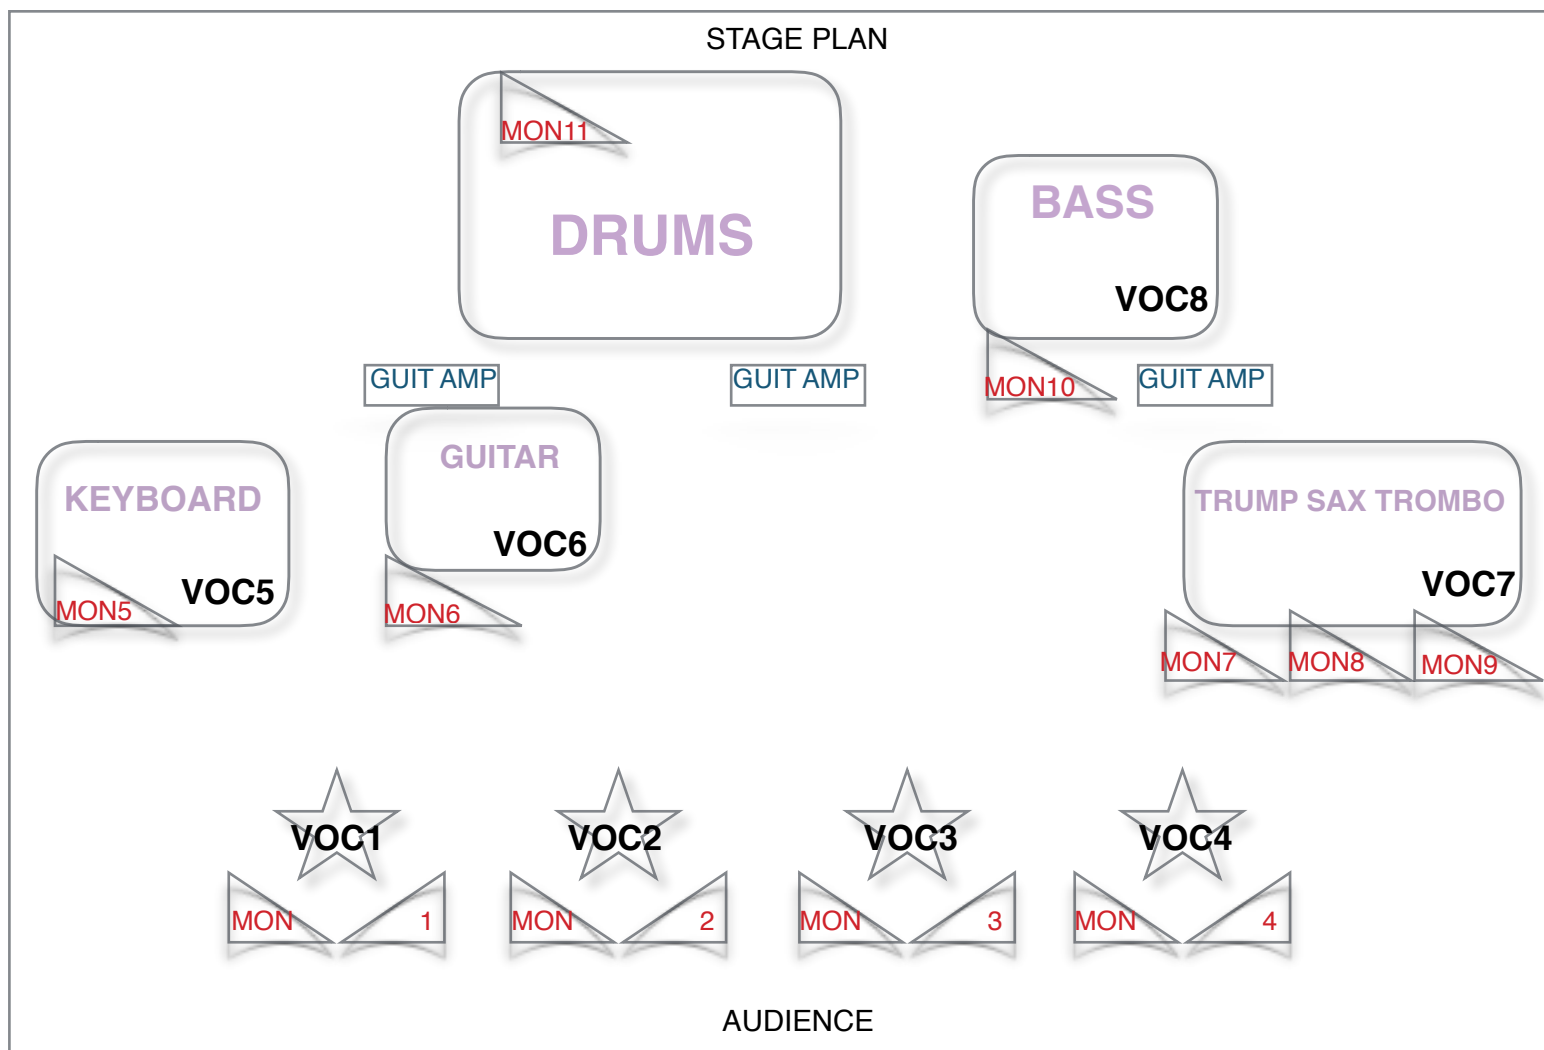 STAGE PLAN
MON11
DRUMS
BASS
VOC8
GUIT AMP
GUIT AMP
MON10
GUIT AMP
KEYBOARD
VOC5
MON5
GUITAR
VOC6
MON6
TRUMP SAX TROMBO
VOC7
MON7
MON8
MON9
VOC1
VOC2
VOC3
VOC4
MON 1
MON 2
MON 3
MON 4
AUDIENCE